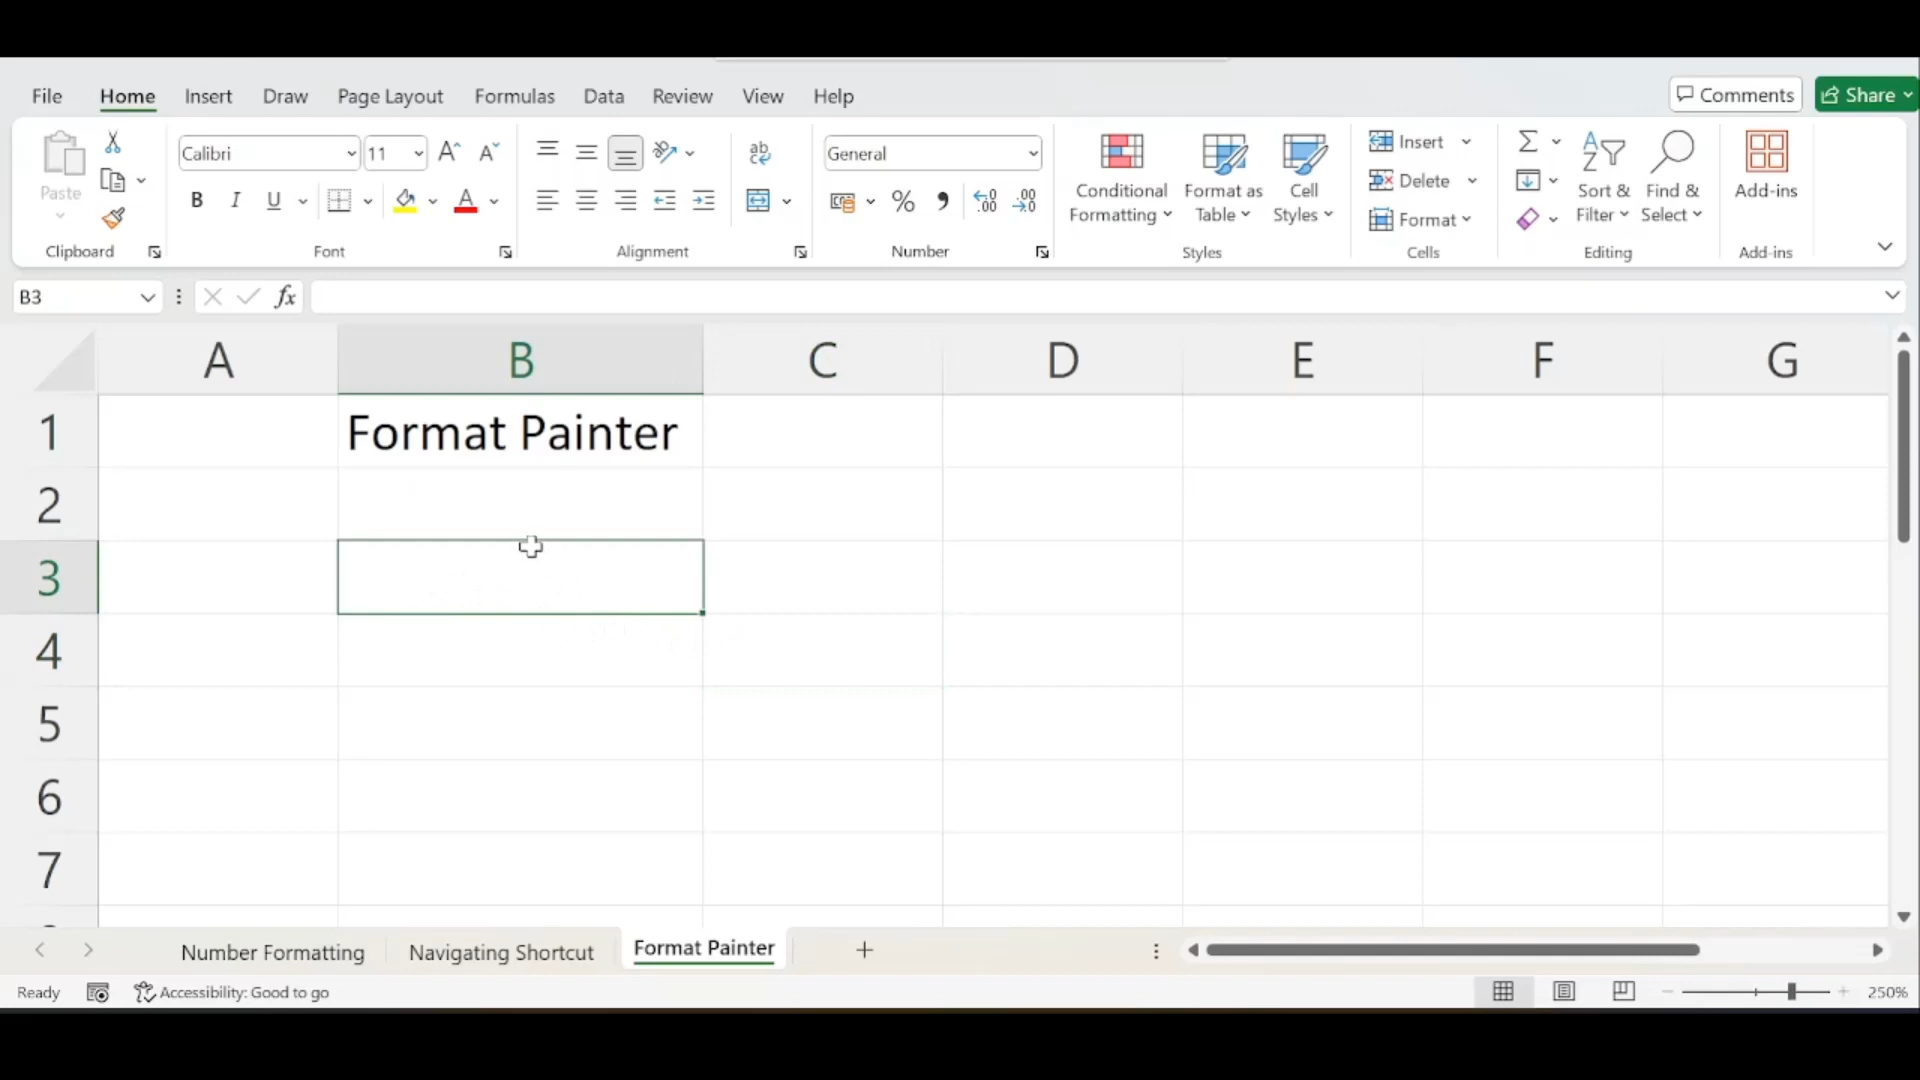 File Home Insert Draw Page Layout Formulas Data Review View Help Comments Share
Paste
Clipboard
Calibri 11
B I U A
Font
ab
Alignment
General
% 9 .00
Number
Conditional Formatting
Format as Table
Cell Styles
Styles
Insert
Delete
Format
Cells
Sort & Filter
Find & Select
Editing
Add-ins
Add-ins
B3 fx
A B C D E F G
1 Format Painter
2
3
4
5
6
7
Number Formatting Navigating Shortcut Format Painter
Ready Accessibility: Good to go 250%